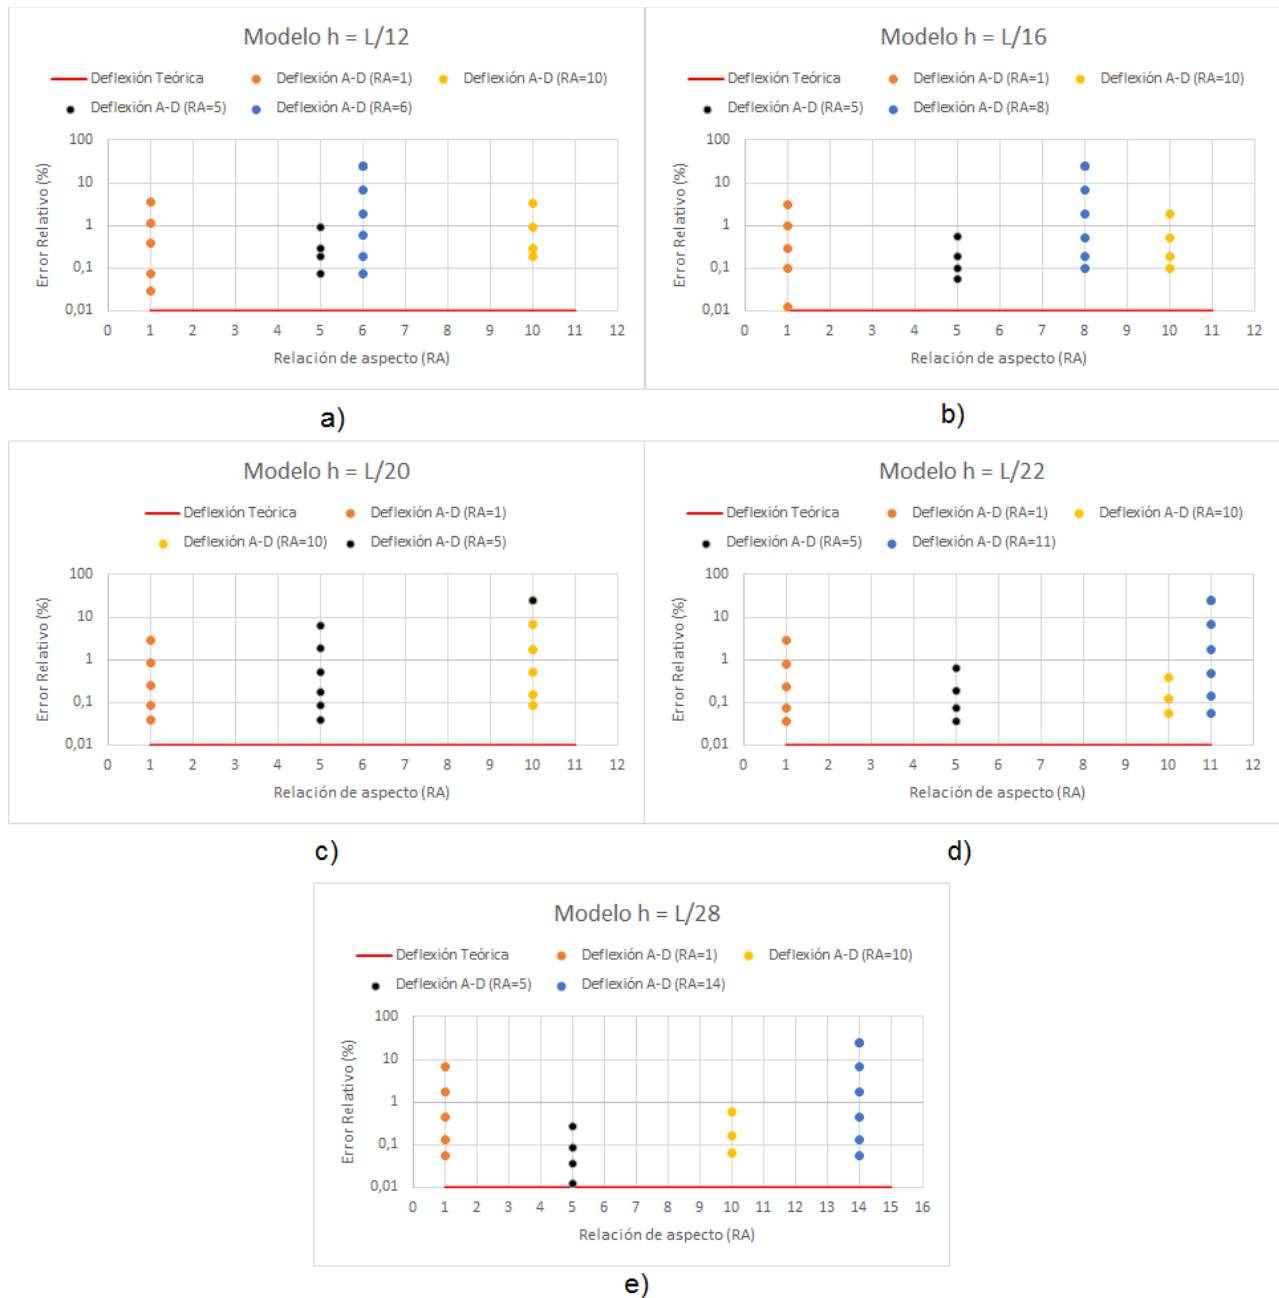 Modelo h = L/12
Deflexión Teórica Deflexión A-D (RA=1) Deflexión A-D (RA=10)
Deflexión A-D (RA=5) Deflexión A-D (RA=6)
Error Relativo (%)
100
10
1
0,1
0,01
0 1 2 3 4 5 6 7 8 9 10 11 12
Relación de aspecto (RA)
a)
Modelo h = L/16
Deflexión Teórica Deflexión A-D (RA=1) Deflexión A-D (RA=10)
Deflexión A-D (RA=5) Deflexión A-D (RA=8)
Error Relativo (%)
100
10
1
0,1
0,01
0 1 2 3 4 5 6 7 8 9 10 11 12
Relación de aspecto (RA)
b)
Modelo h = L/20
Deflexión Teórica Deflexión A-D (RA=1)
Deflexión A-D (RA=10) Deflexión A-D (RA=5)
Error Relativo (%)
100
10
1
0,1
0,01
0 1 2 3 4 5 6 7 8 9 10 11 12
Relación de aspecto (RA)
c)
Modelo h = L/22
Deflexión Teórica Deflexión A-D (RA=1) Deflexión A-D (RA=10)
Deflexión A-D (RA=5) Deflexión A-D (RA=11)
Error Relativo (%)
100
10
1
0,1
0,01
0 1 2 3 4 5 6 7 8 9 10 11 12
Relación de aspecto (RA)
d)
Modelo h = L/28
Deflexión Teórica Deflexión A-D (RA=1) Deflexión A-D (RA=10)
Deflexión A-D (RA=5) Deflexión A-D (RA=14)
Error Relativo (%)
100
10
1
0,1
0,01
0 1 2 3 4 5 6 7 8 9 10 11 12 13 14 15 16
Relación de aspecto (RA)
e)